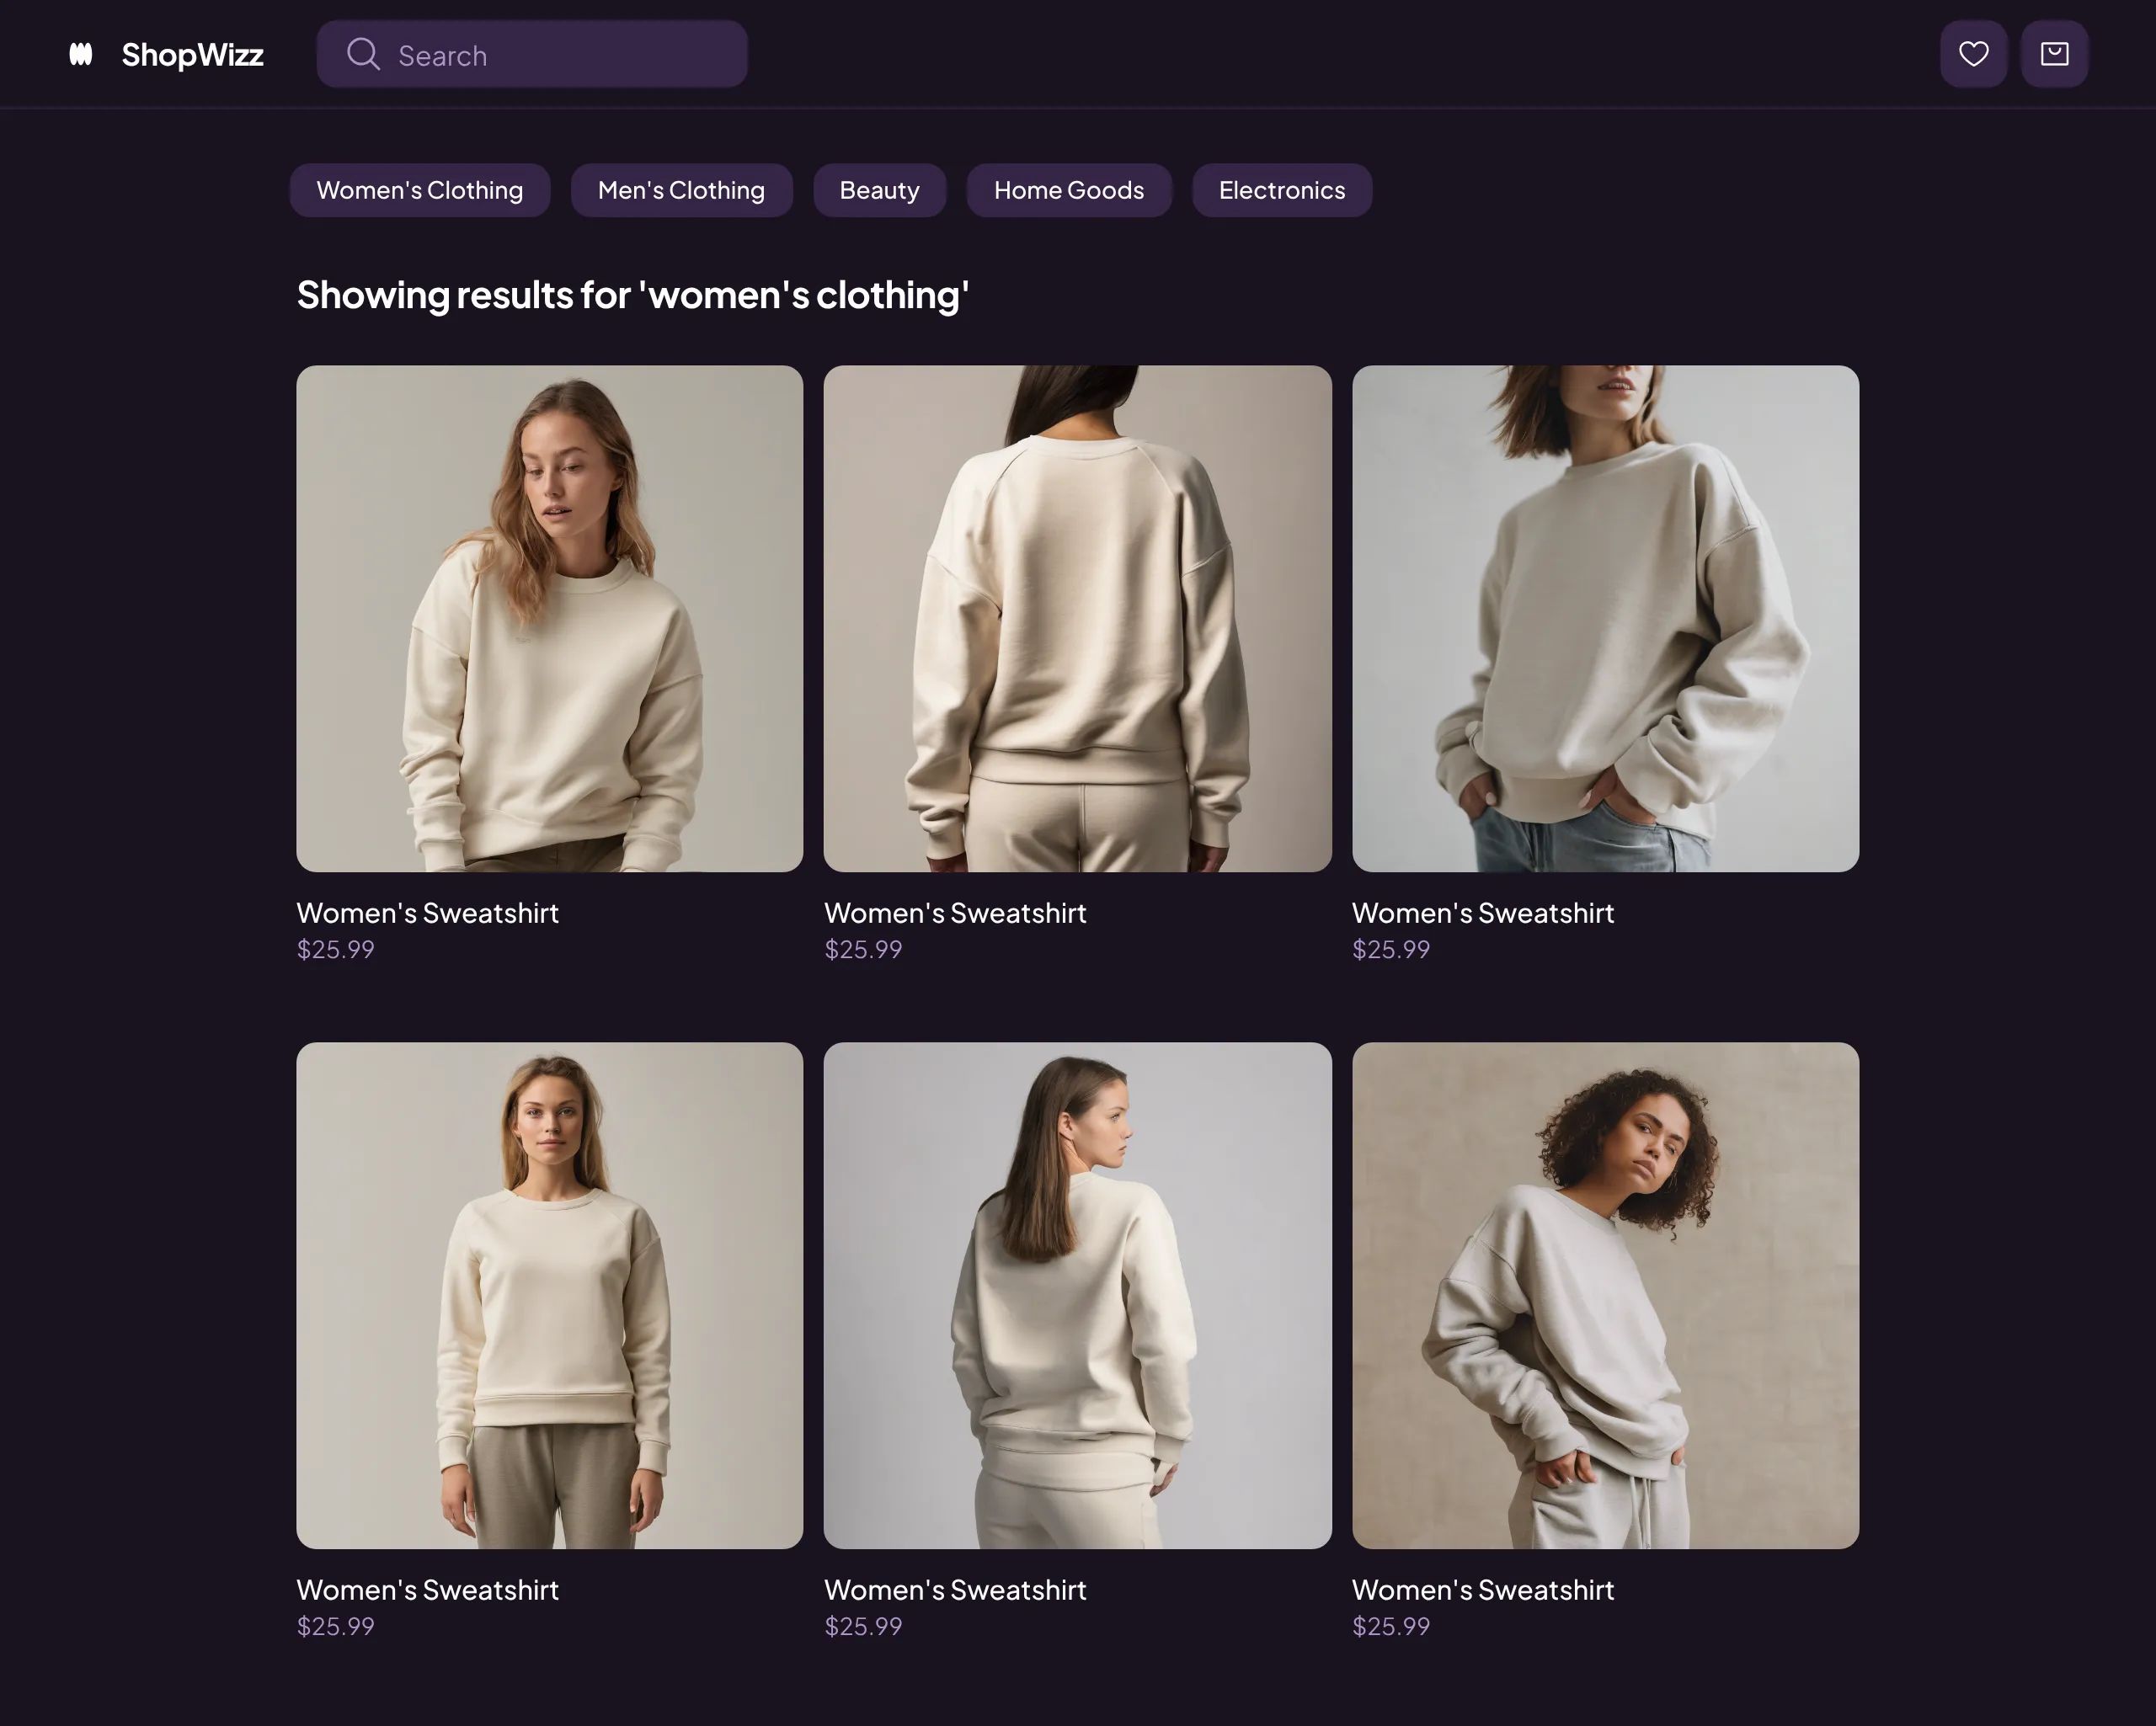 ShopWizz
Search
Women's Clothing
Men's Clothing
Beauty
Home Goods
Electronics
Showing results for 'women's clothing'
Women's Sweatshirt
$25.99
Women's Sweatshirt
$25.99
Women's Sweatshirt
$25.99
Women's Sweatshirt
$25.99
Women's Sweatshirt
$25.99
Women's Sweatshirt
$25.99